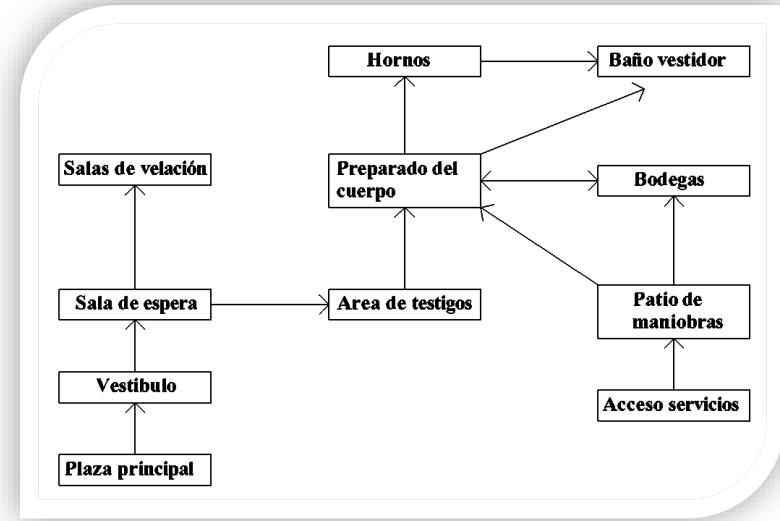 Hornos
Baño vestidor
Salas de velación
Preparado del
cuerpo
Bodegas
Sala de espera
Area de testigos
Patio de
maniobras
Vestibulo
Acceso servicios
Plaza principal